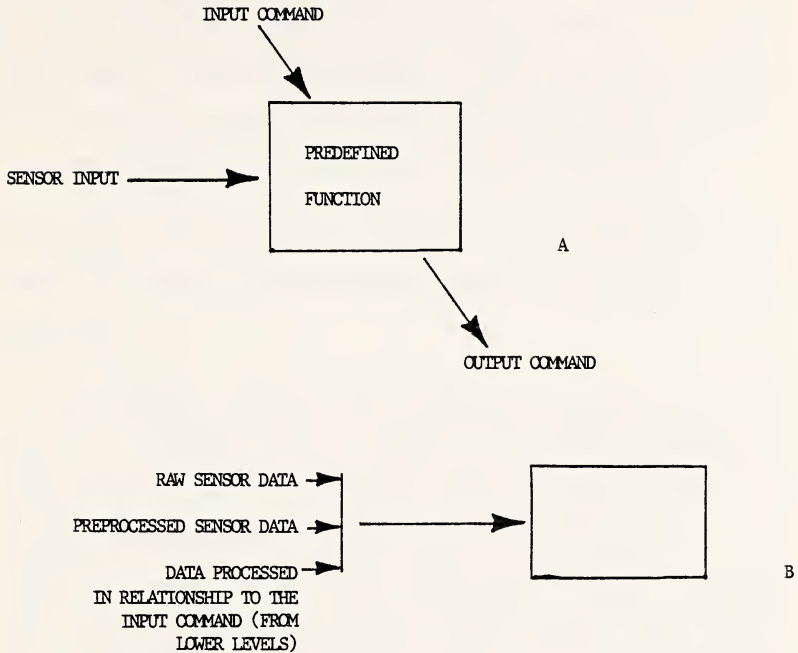 INPUT COMMAND
PREDEFINED
SENSOR INPUT
FUNCTION
A
OUTPUT COMMAND
RAW SENSOR DATA
PREPROCESSED SENSOR DATA
DATA PROCESSED
IN RELATIONSHIP TO THE
INPUT COMMAND (FROM
LOWER LEVELS)
B